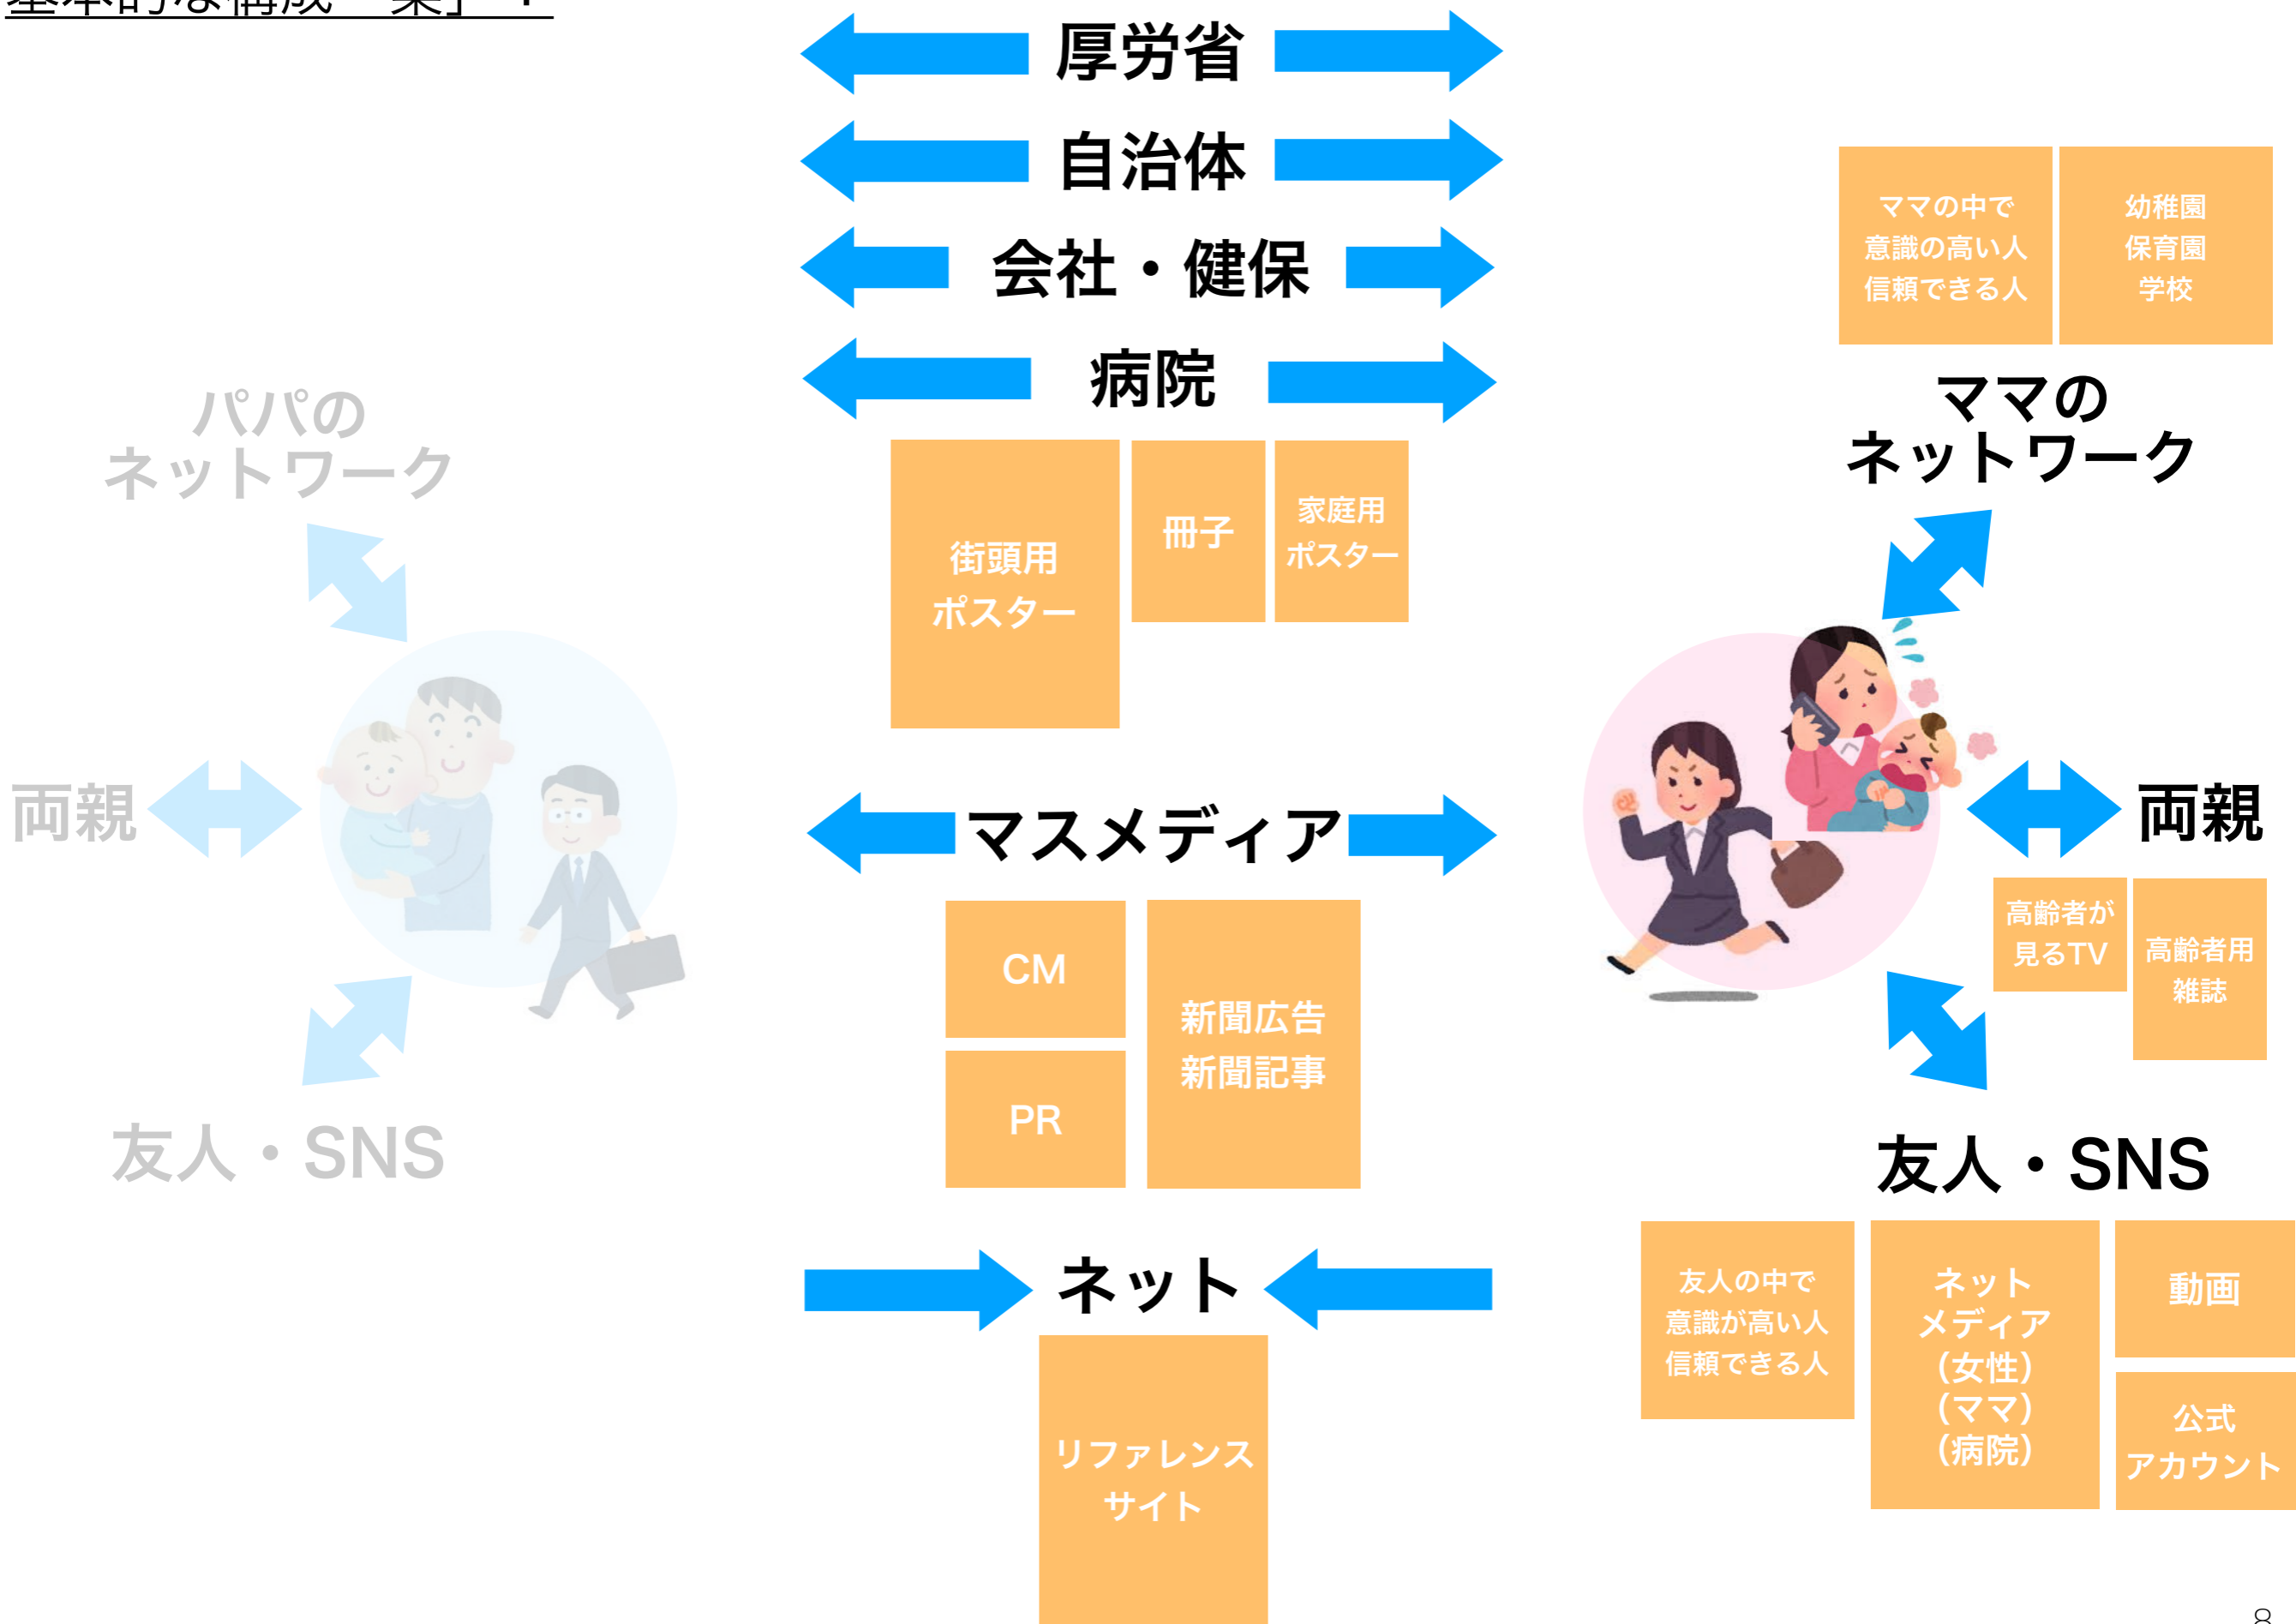 厚労省
自治体
会社・健保
病院
街頭用
ポスター
冊子
家庭用
ポスター
パパの
ネットワーク
両親
友人・SNS
マスメディア
CM
PR
新聞広告
新聞記事
ネット
リファレンス
サイト
ママの中で
意識の高い人
信頼できる人
幼稚園
保育園
学校
ママの
ネットワーク
両親
高齢者が
見るTV
高齢者用
雑誌
友人・SNS
友人の中で
意識が高い人
信頼できる人
ネット
メディア
（女性）
（ママ）
（病院）
動画
公式
アカウント
8